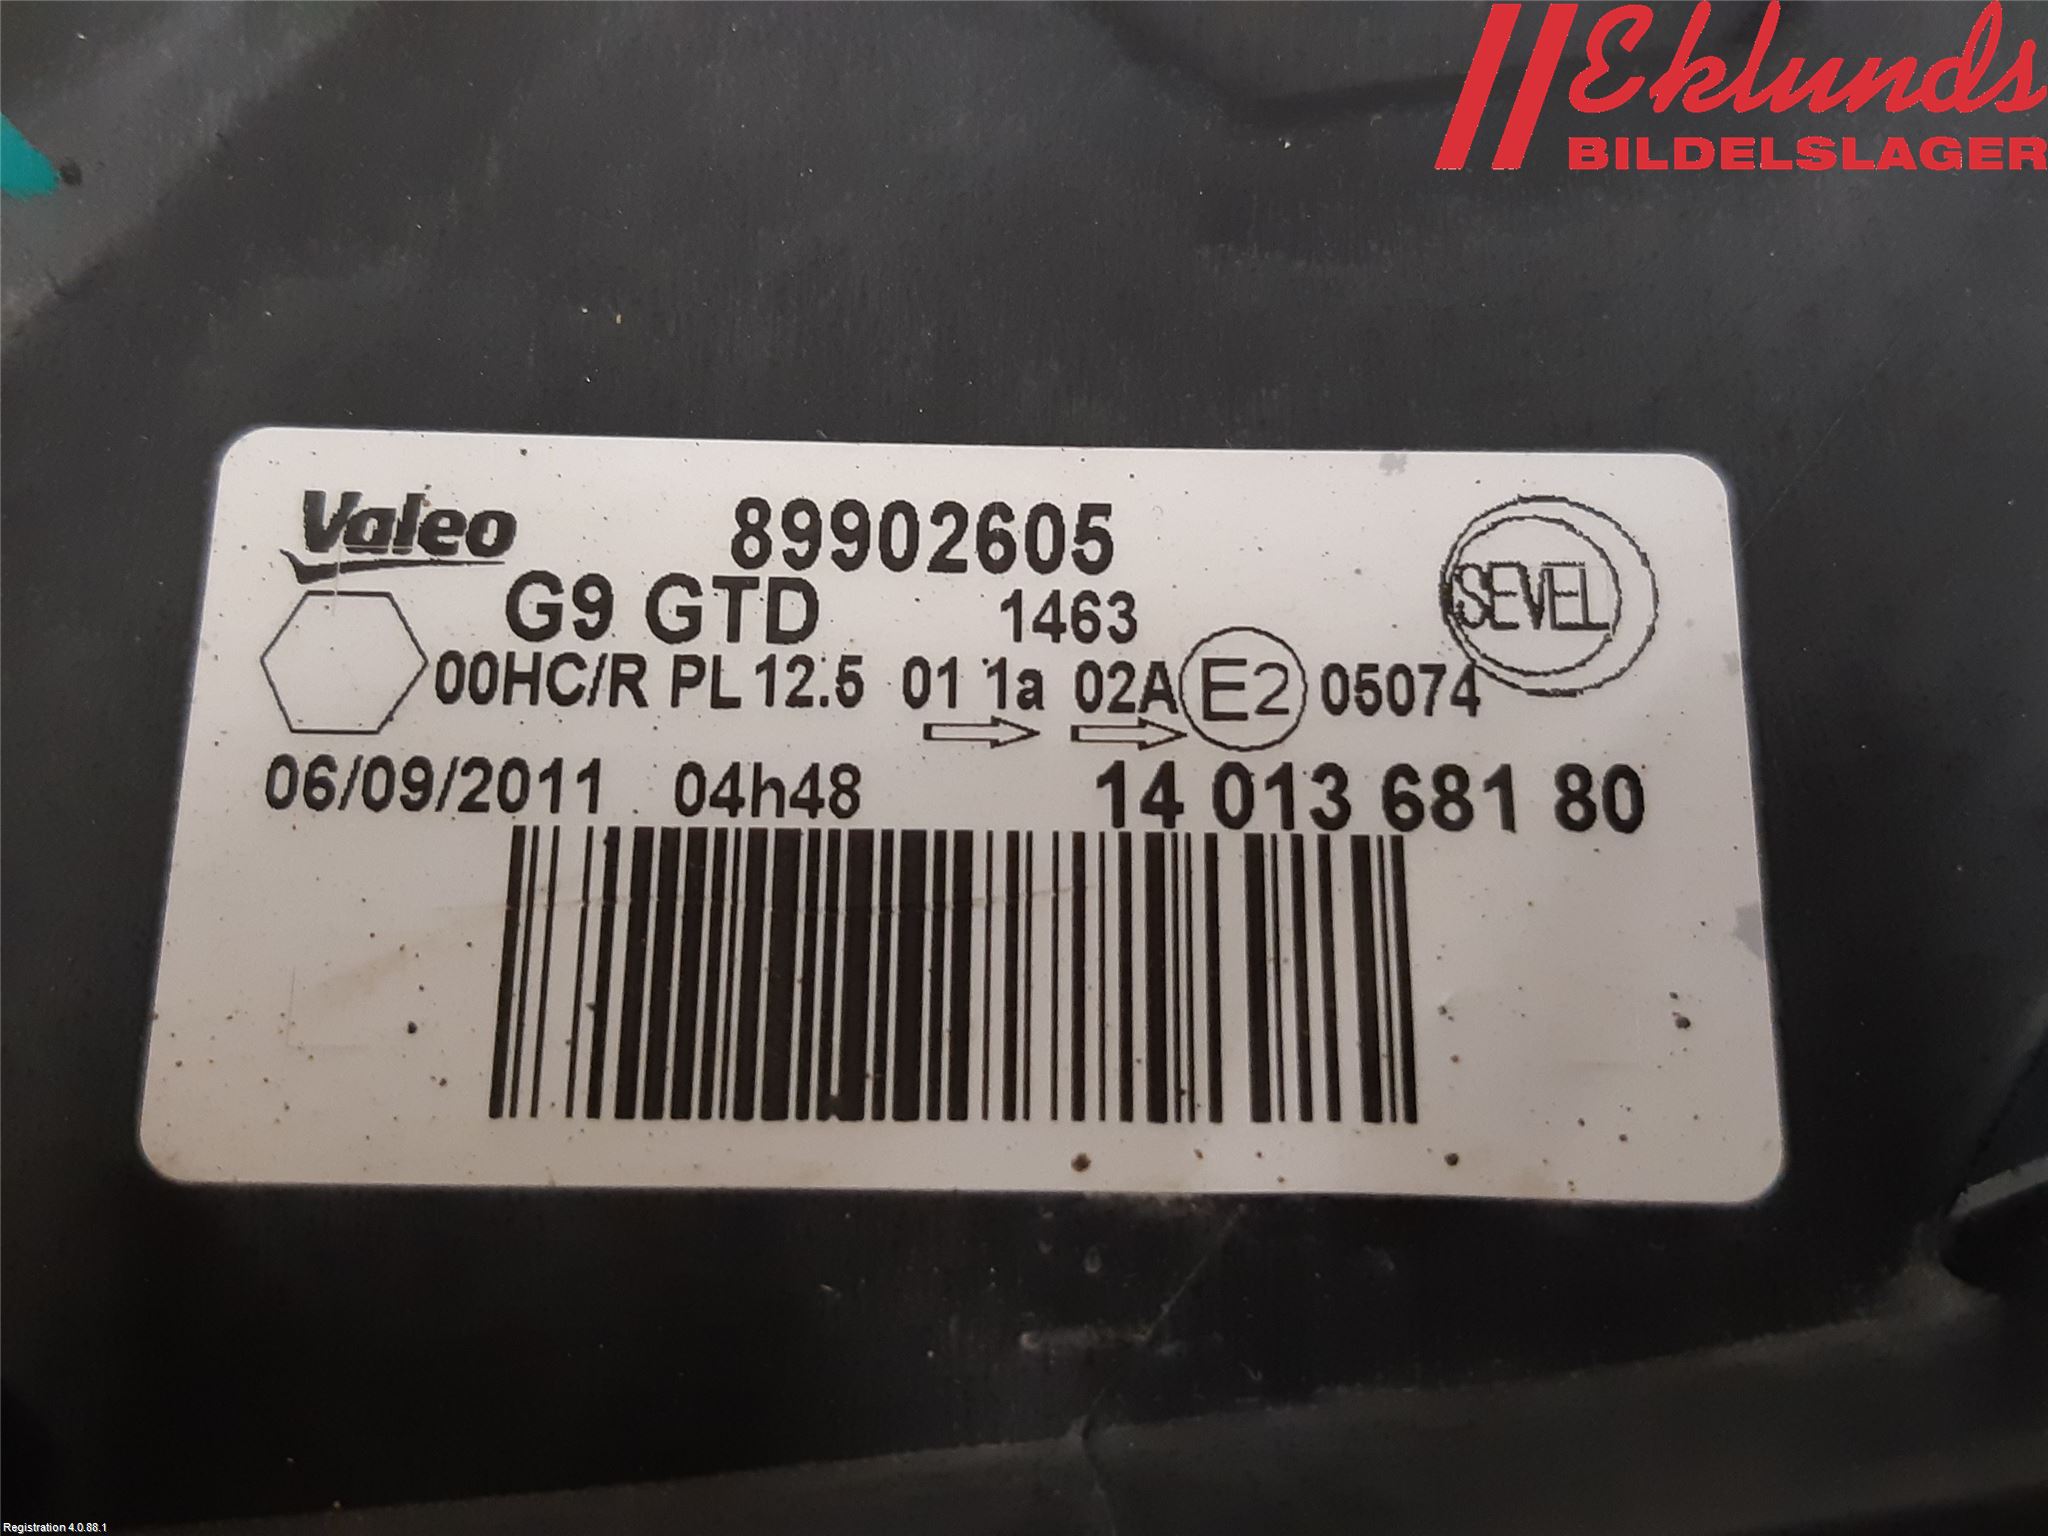 Eklunds
BILDELSLAGER
Valeo 89902605
SEVEL
G9 GTD 1463
00HC/R PL 12.5 01 1a 02A E2 05074
06/09/2011 04h48 14 013 681 80
Registration 4.0.88.1